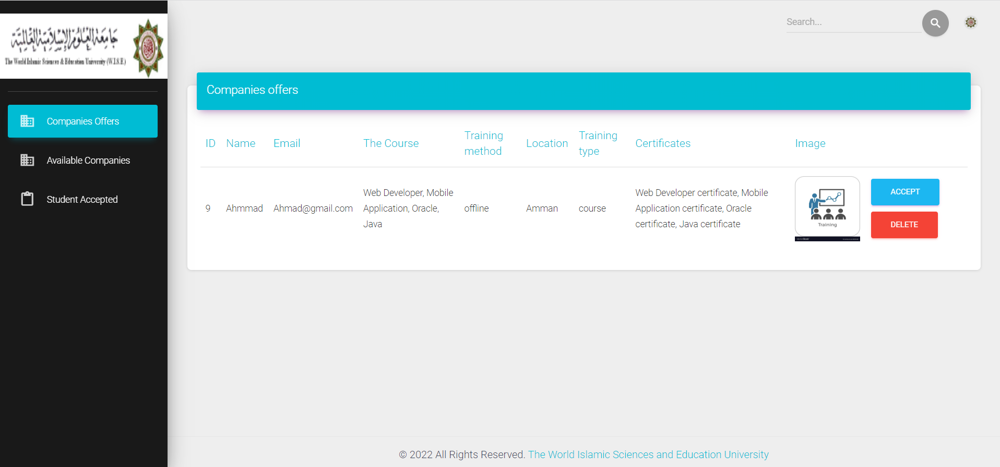 جامعة العلوم الإسلامية العالمية
The World Islamic Sciences & Education University (W.I.S.E.)
Search...
Companies Offers
Available Companies
Student Accepted
Companies offers
ID Name Email The Course Training method Location Training type Certificates Image
9 Ahmmad Ahmad@gmail.com Web Developer, Mobile Application, Oracle, Java offline Amman course Web Developer certificate, Mobile Application certificate, Oracle certificate, Java certificate
Training
ACCEPT
DELETE
© 2022 All Rights Reserved. The World Islamic Sciences and Education University